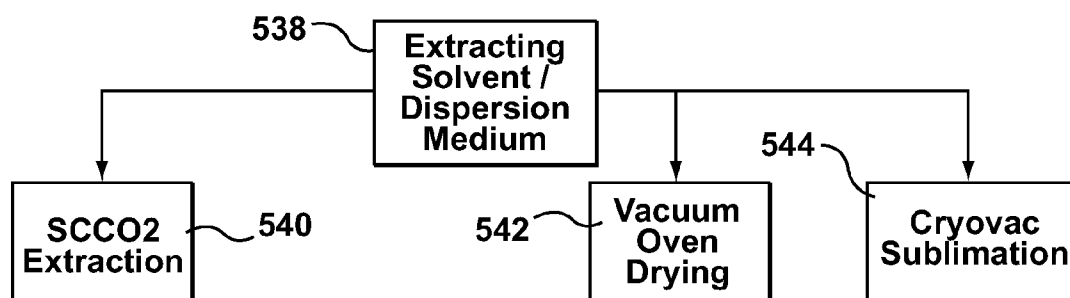 538
Extracting
Solvent /
Dispersion
Medium
SCCO2
Extraction
540
542
Vacuum
Oven
Drying
544
Cryovac
Sublimation